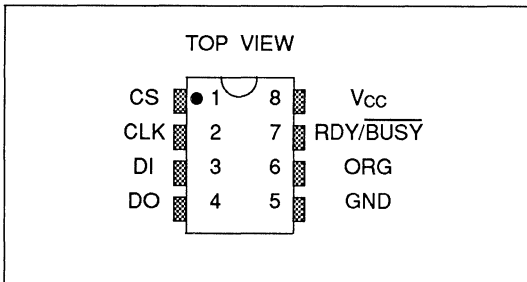 TOP VIEW
CS 1 8 Vcc
CLK 2 7 RDY/BUSY
DI 3 6 ORG
DO 4 5 GND